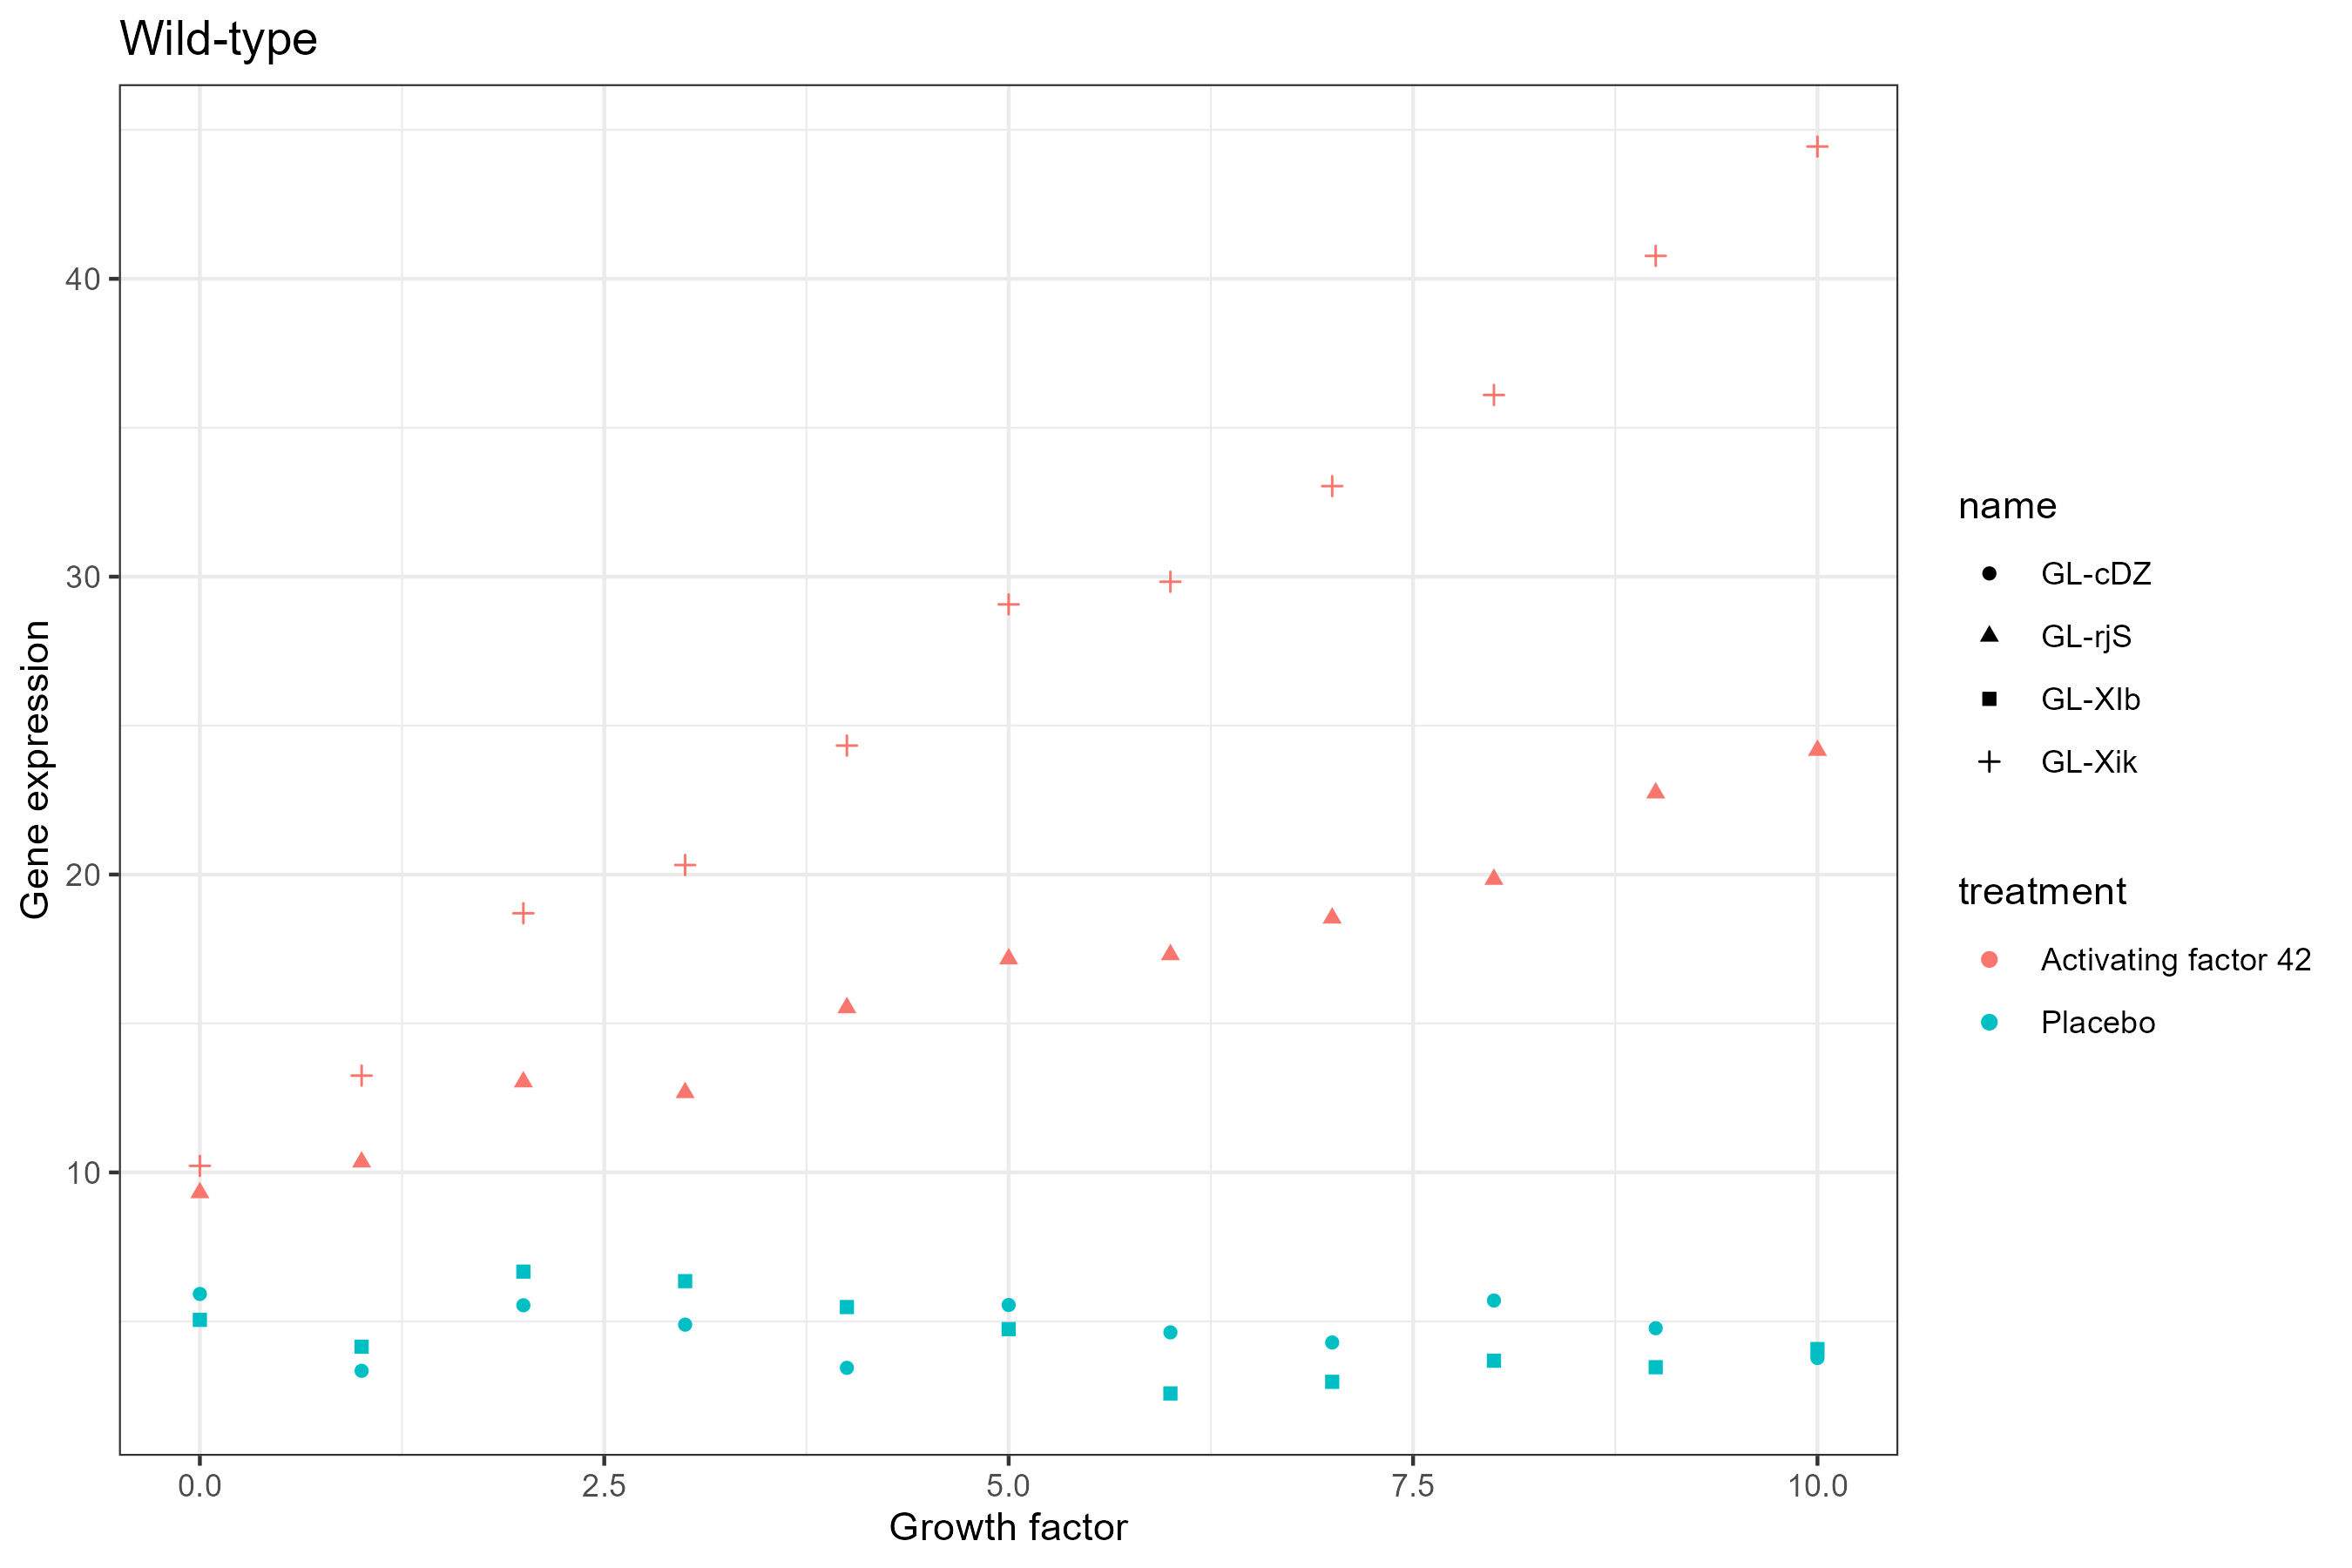 Wild-type
Gene expression
40
30
20
10
0.0
2.5
5.0
7.5
10.0
Growth factor
name
GL-cDZ
GL-rjS
GL-XIb
GL-Xik
treatment
Activating factor 42
Placebo